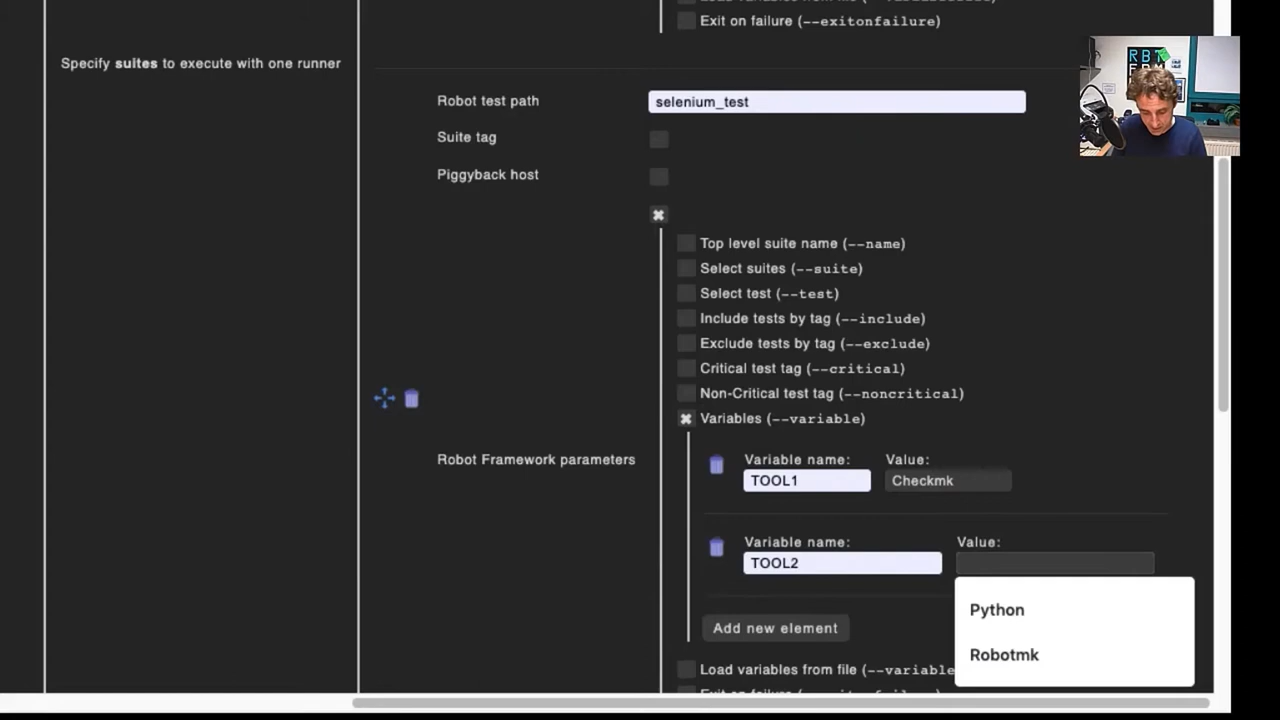 Exit on failure (--exitonfailure)
Specify suites to execute with one runner
Robot test path
selenium_test
Suite tag
Piggyback host
Top level suite name (--name)
Select suites (--suite)
Select test (--test)
Include tests by tag (--include)
Exclude tests by tag (--exclude)
Critical test tag (--critical)
Non-Critical test tag (--noncritical)
Variables (--variable)
Robot Framework parameters
Variable name: Value:
TOOL1 Checkmk
Variable name: Value:
TOOL2
Python
Robotmk
Add new element
Load variables from file (--variable